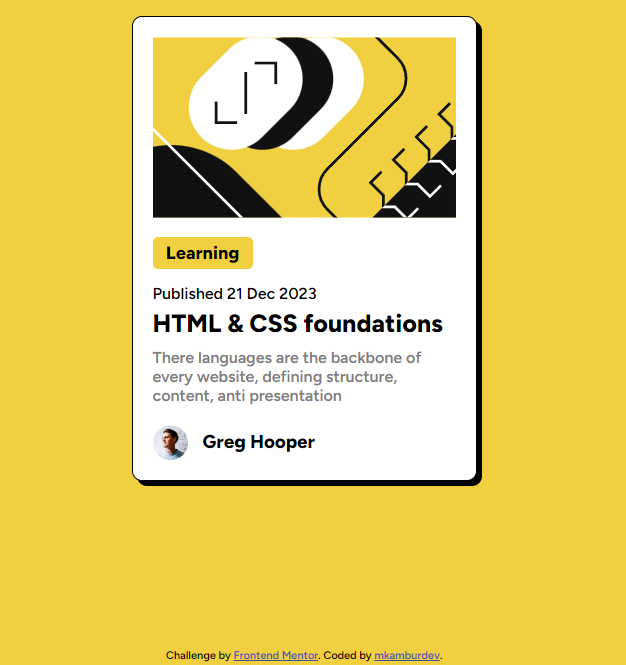 Learning
Published 21 Dec 2023
HTML & CSS foundations
There languages are the backbone of
every website, defining structure,
content, anti presentation
Greg Hooper
Challenge by Frontend Mentor. Coded by mkamburdev.